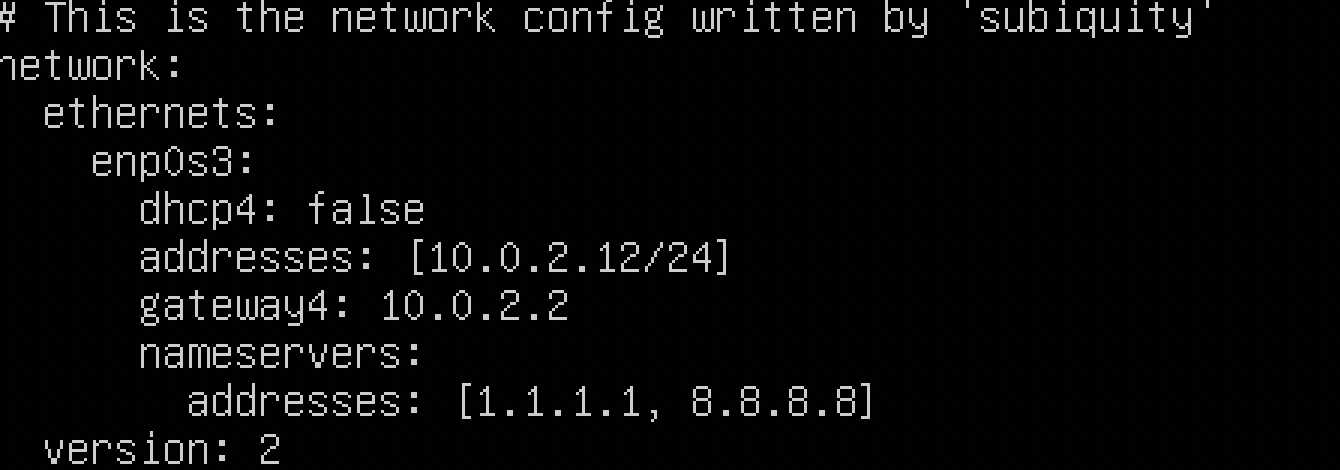 # This is the network config written by 'subiquity'
network:
  ethernets:
    enp0s3:
      dhcp4: false
      addresses: [10.0.2.12/24]
      gateway4: 10.0.2.2
      nameservers:
        addresses: [1.1.1.1, 8.8.8.8]
  version: 2